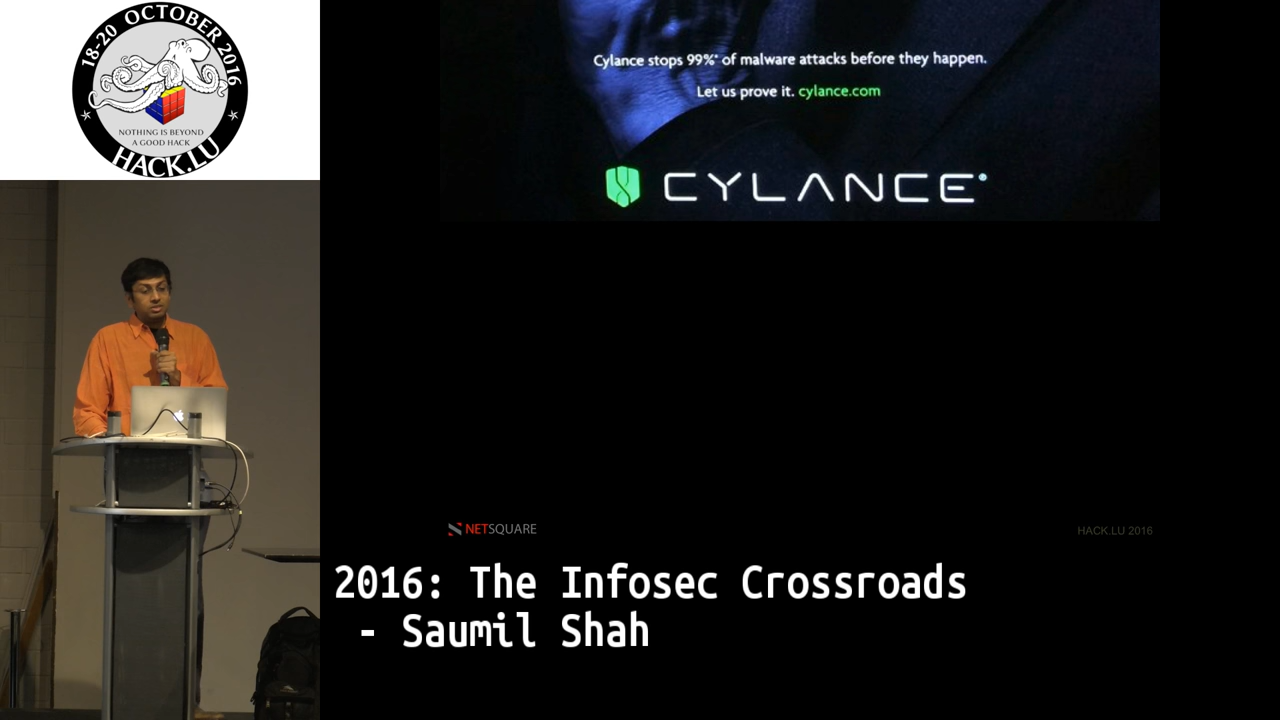 18-20 OCTOBER 2016
NOTHING IS BEYOND
A GOOD HACK
HACK.LU
Cylance stops 99%* of malware attacks before they happen.
Let us prove it. cylance.com
CYLANCE®
NETSQUARE
HACK.LU 2016
2016: The Infosec Crossroads
- Saumil Shah